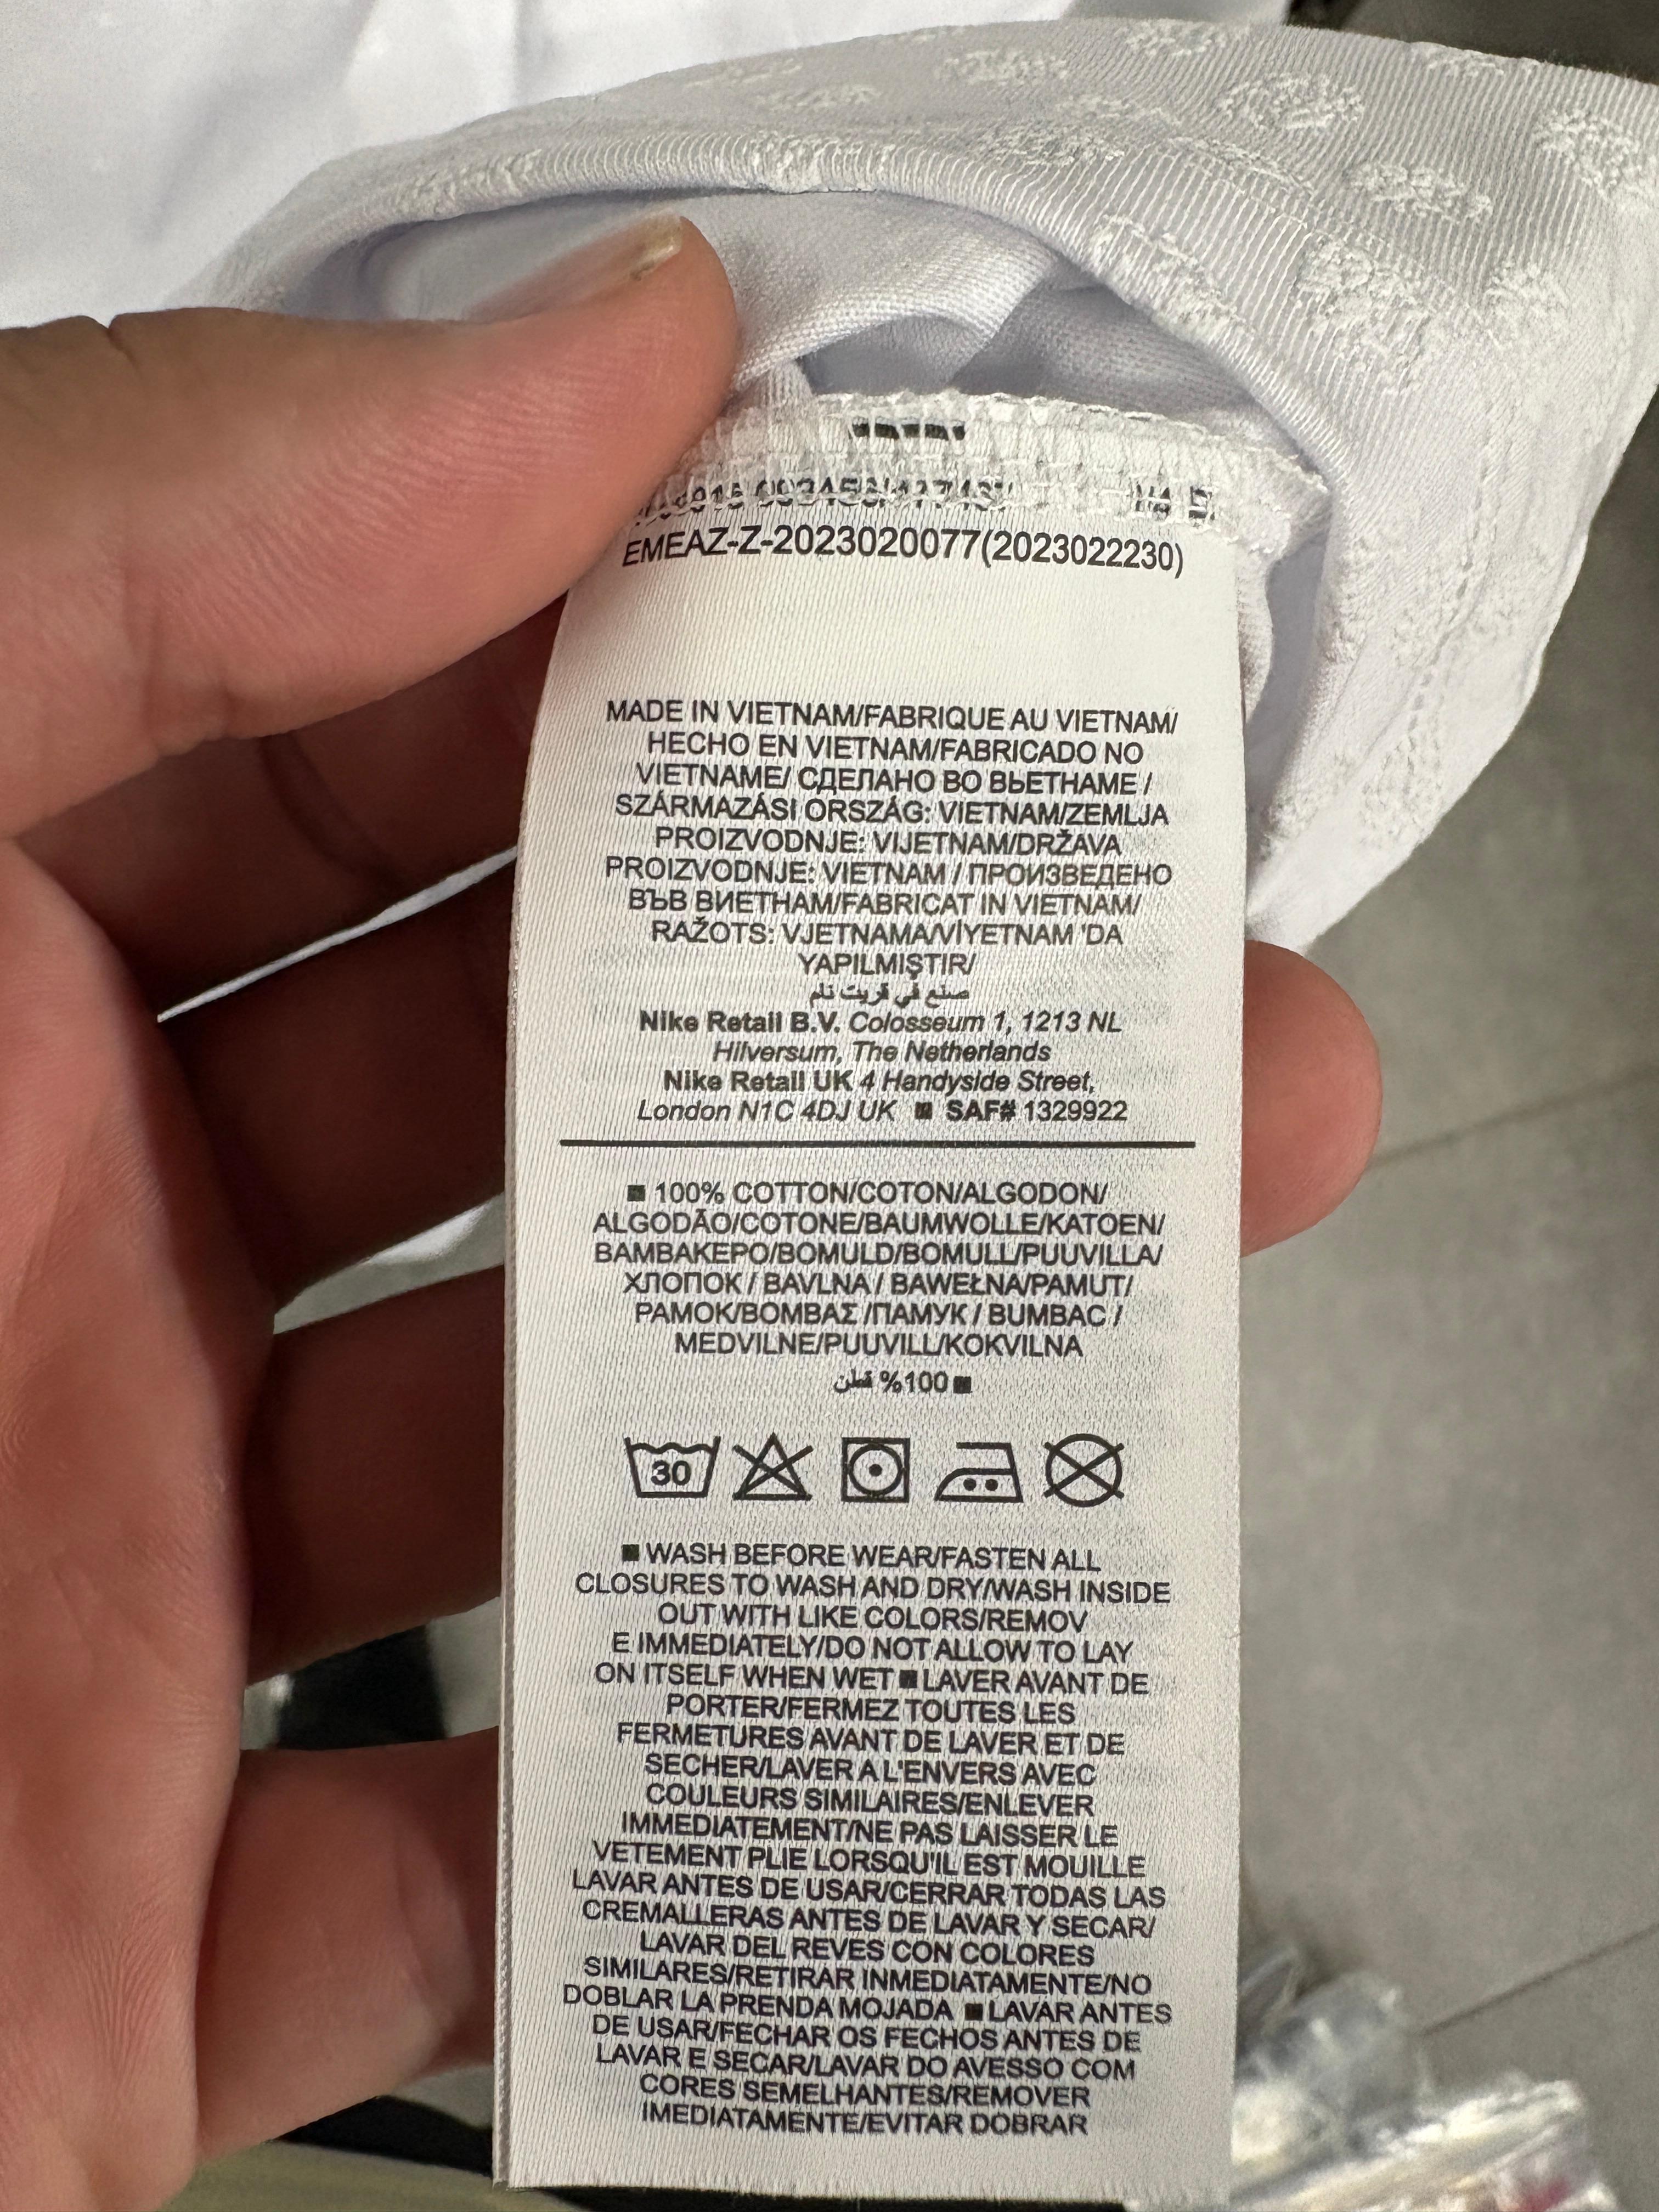 EMEAZ-Z-2023020077(2023022230)
MADE IN VIETNAM/FABRIQUE AU VIETNAM/
HECHO EN VIETNAM/FABRICADO NO
VIETNAME/ СДЕЛАНО ВО ВЬЕТНАМЕ /
SZÁRMAZÁSI ORSZÁG: VIETNAM/ZEMLJA
PROIZVODNJE: VIJETNAM/DRŽAVA
PROIZVODNJE: VIETNAM / ПРОИЗВЕДЕНО
ВЪВ ВИЕТНАМ/FABRICAT IN VIETNAM/
RAŽOTS: VJETNAMA/VİYETNAM 'DA
YAPILMIŞTIR/
صنع في
Nike Retail B.V. Colosseum 1, 1213 NL
Hilversum, The Netherlands
Nike Retail UK 4 Handyside Street,
London N1C 4DJ UK ■ SAF# 1329922
■ 100% COTTON/COTON/ALGODON/
ALGODÃO/COTONE/BAUMWOLLE/KATOEN/
ΒΑΜΒΑΚΕΡΟ/BOMULD/BOMULL/PUUVILLA/
ХЛОПОК / BAVLNA / BAWEŁNA/PAMUT/
PAMOK/BOMBAΣ /ПАМУК / BUMBAC /
MEDVILNE/PUUVILL/KOKVILNA
■ 100% قطن
30
■ WASH BEFORE WEAR/FASTEN ALL
CLOSURES TO WASH AND DRY/WASH INSIDE
OUT WITH LIKE COLORS/REMOV
E IMMEDIATELY/DO NOT ALLOW TO LAY
ON ITSELF WHEN WET ■ LAVER AVANT DE
PORTER/FERMEZ TOUTES LES
FERMETURES AVANT DE LAVER ET DE
SECHER/LAVER A L'ENVERS AVEC
COULEURS SIMILAIRES/ENLEVER
IMMEDIATEMENT/NE PAS LAISSER LE
VETEMENT PLIE LORSQU'IL EST MOUILLE
LAVAR ANTES DE USAR/CERRAR TODAS LAS
CREMALLERAS ANTES DE LAVAR Y SECAR/
LAVAR DEL REVES CON COLORES
SIMILARES/RETIRAR INMEDIATAMENTE/NO
DOBLAR LA PRENDA MOJADA ■ LAVAR ANTES
DE USAR/FECHAR OS FECHOS ANTES DE
LAVAR E SECAR/LAVAR DO AVESSO COM
CORES SEMELHANTES/REMOVER
IMEDIATAMENTE/EVITAR DOBRAR